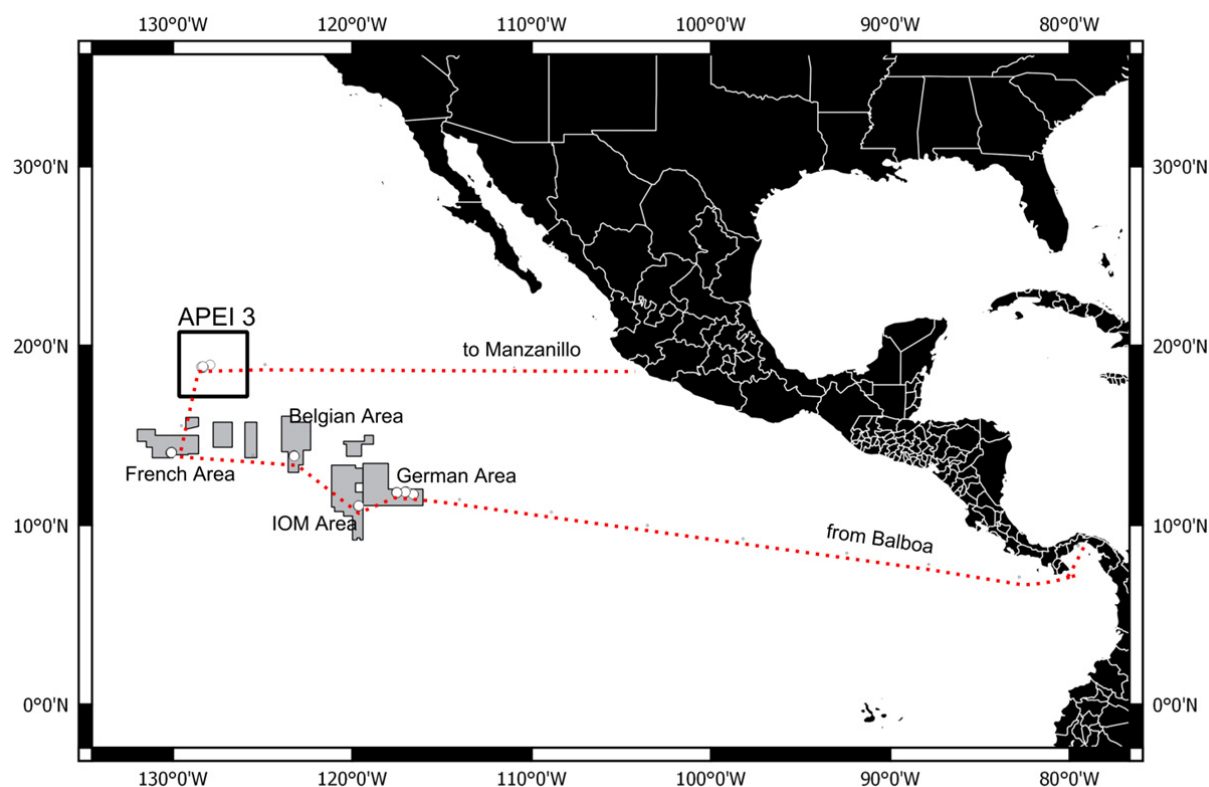 130°0'W 120°0'W 110°0'W 100°0'W 90°0'W 80°0'W
30°0'N 30°0'N
APEI 3
20°0'N to Manzanillo 20°0'N
Belgian Area
French Area German Area
10°0'N IOM Area from Balboa 10°0'N
0°0'N 0°0'N
130°0'W 120°0'W 110°0'W 100°0'W 90°0'W 80°0'W